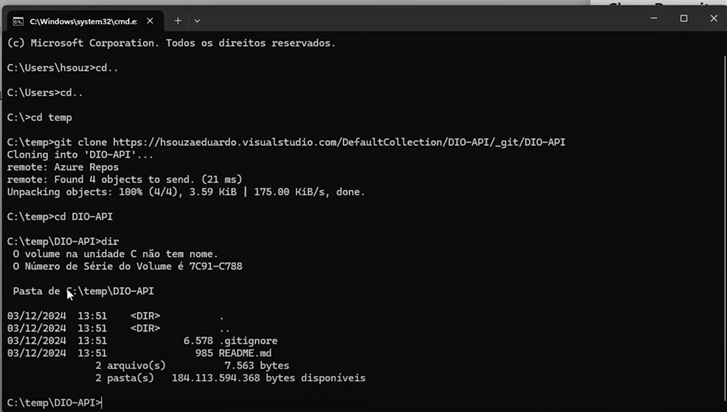 C:\Windows\system32\cmd.e:
(c) Microsoft Corporation. Todos os direitos reservados.
C:\Users\hsouz>cd..
C:\Users>cd..
C:\>cd temp
C:\temp>git clone https://hsouzaeduardo.visualstudio.com/DefaultCollection/DIO-API/_git/DIO-API
Cloning into 'DIO-API'...
remote: Azure Repos
remote: Found 4 objects to send. (21 ms)
Unpacking objects: 100% (4/4), 3.59 KiB | 175.00 KiB/s, done.
C:\temp>cd DIO-API
C:\temp\DIO-API>dir
O volume na unidade C não tem nome.
O Número de Série do Volume é 7C91-C788
Pasta de C:\temp\DIO-API
03/12/2024 13:51 <DIR> .
03/12/2024 13:51 <DIR> ..
03/12/2024 13:51 6.578 .gitignore
03/12/2024 13:51 985 README.md
2 arquivo(s) 7.563 bytes
2 pasta(s) 184.113.594.368 bytes disponíveis
C:\temp\DIO-API>